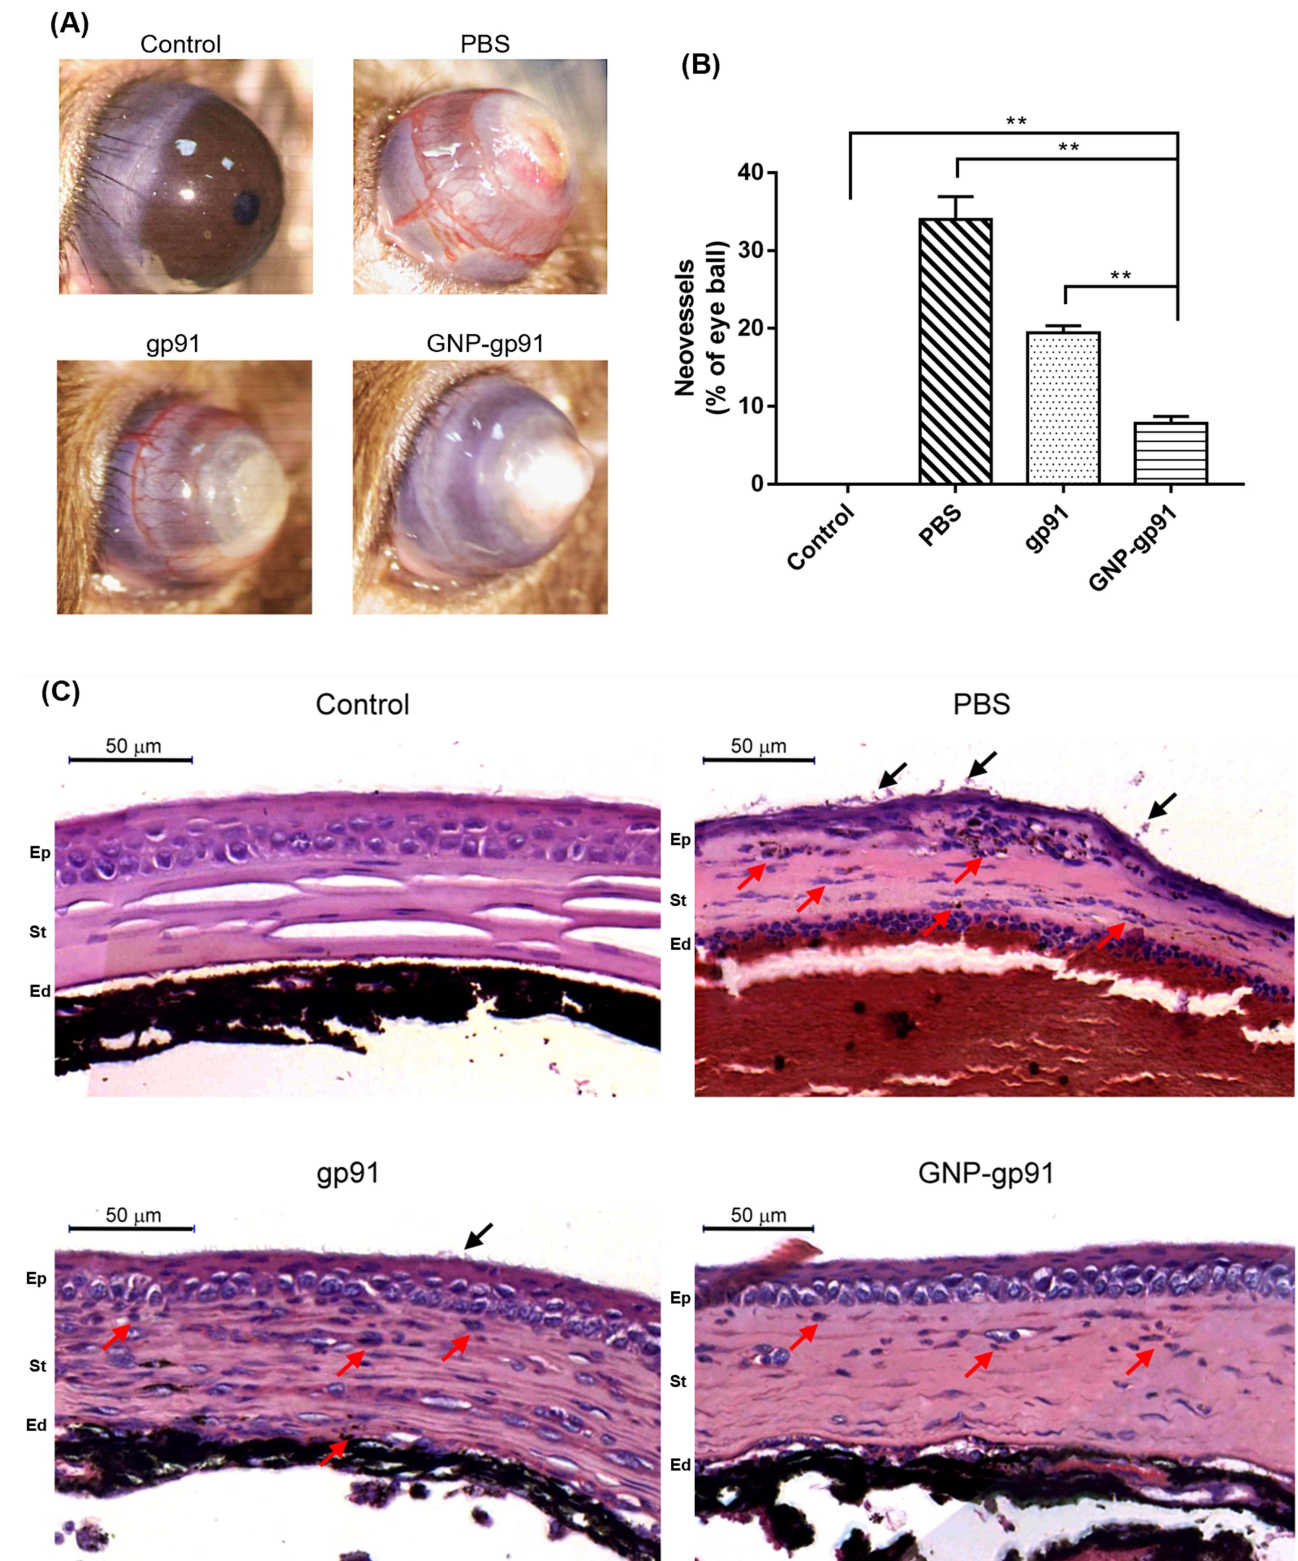 (A)
Control
PBS
gp91
GNP-gp91
(B)
**
**
**
Neovessels
(% of eye ball)
40
30
20
10
0
Control
PBS
gp91
GNP-gp91
(C)
Control
50 μm
Ep
St
Ed
PBS
50 μm
Ep
St
Ed
gp91
50 μm
Ep
St
Ed
GNP-gp91
50 μm
Ep
St
Ed